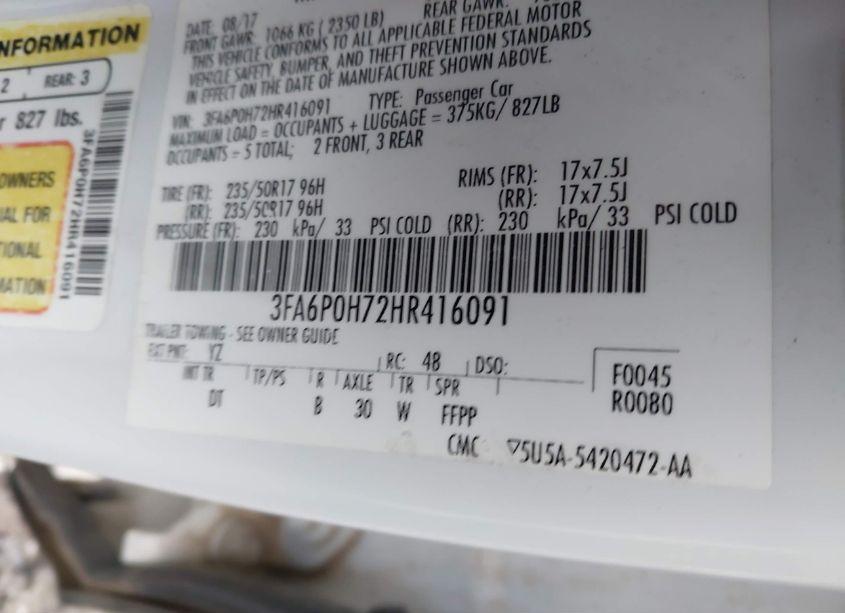 INFORMATION
2 REAR: 3
827 lbs.
OWNERS
FOR
3FA6P0H72HR416091
REAR GAWR:
DATE: 08/17
FRONT GAWR: 1066 KG ( 2350 LB)
THIS VEHICLE CONFORMS TO ALL APPLICABLE FEDERAL MOTOR
VEHICLE SAFETY, BUMPER, AND THEFT PREVENTION STANDARDS
IN EFFECT ON THE DATE OF MANUFACTURE SHOWN ABOVE.
VIN: 3FA6P0H72HR416091 TYPE: Passenger Car
MAXIMUM LOAD = OCCUPANTS + LUGGAGE = 375KG/ 827LB
OCCUPANTS = 5 TOTAL; 2 FRONT, 3 REAR
TIRE (FR): 235/50R17 96H RIMS (FR): 17x7.5J
(RR): 235/50R17 96H (RR): 17x7.5J
PRESSURE (FR): 230 kPa/ 33 PSI COLD (RR): 230 kPa/ 33 PSI COLD
3FA6P0H72HR416091
TRAILER TOWING - SEE OWNER GUIDE
EXT PNT: YZ RC: 48 DSO:
INT TR TP/PS R AXLE TR SPR
DT B 30 W FFPP
F0045
R0080
CMC ▽5U5A-5420472-AA